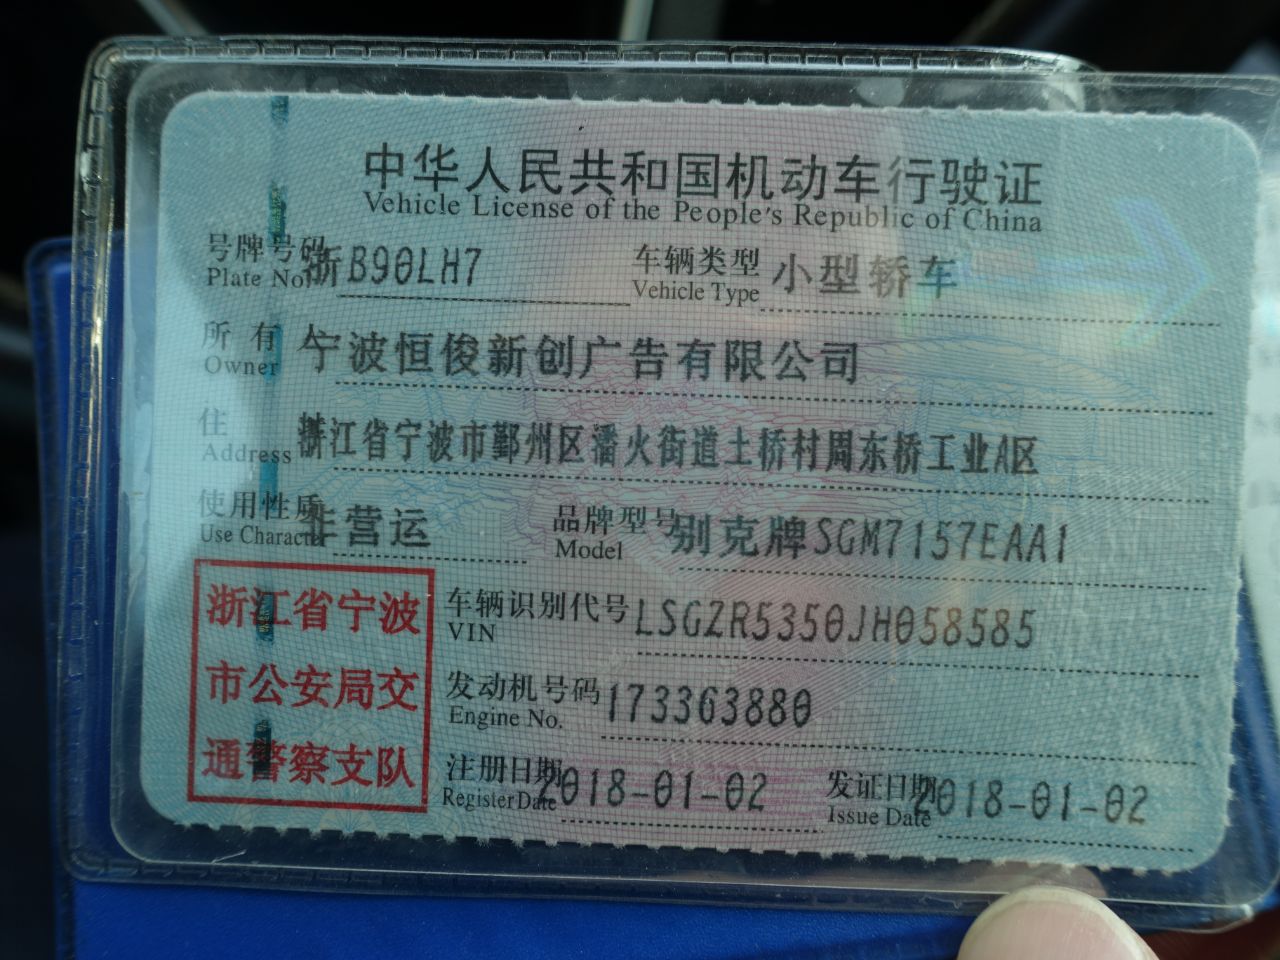 中华人民共和国机动车行驶证
Vehicle License of the People's Republic of China
号牌号码 浙B90LH7 车辆类型 小型轿车
Plate No. Vehicle Type
所有人 宁波恒俊新创广告有限公司
Owner
住 浙江省宁波市鄞州区潘火街道土桥村周东桥工业A区
Address
使用性质 非营运 品牌型号 别克牌SGM7157EAA1
Use Character Model
浙江省宁波
市公安局交
通警察支队
车辆识别代号 LSGZR5350JH058585
VIN
发动机号码 173363880
Engine No.
注册日期 2018-01-02 发证日期 2018-01-02
Register Date Issue Date